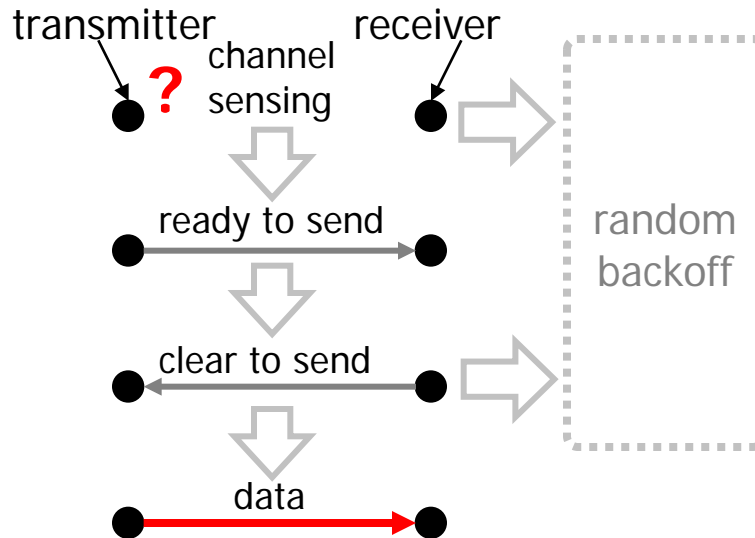 transmitter
receiver
?
channel
sensing
ready to send
random
backoff
clear to send
data